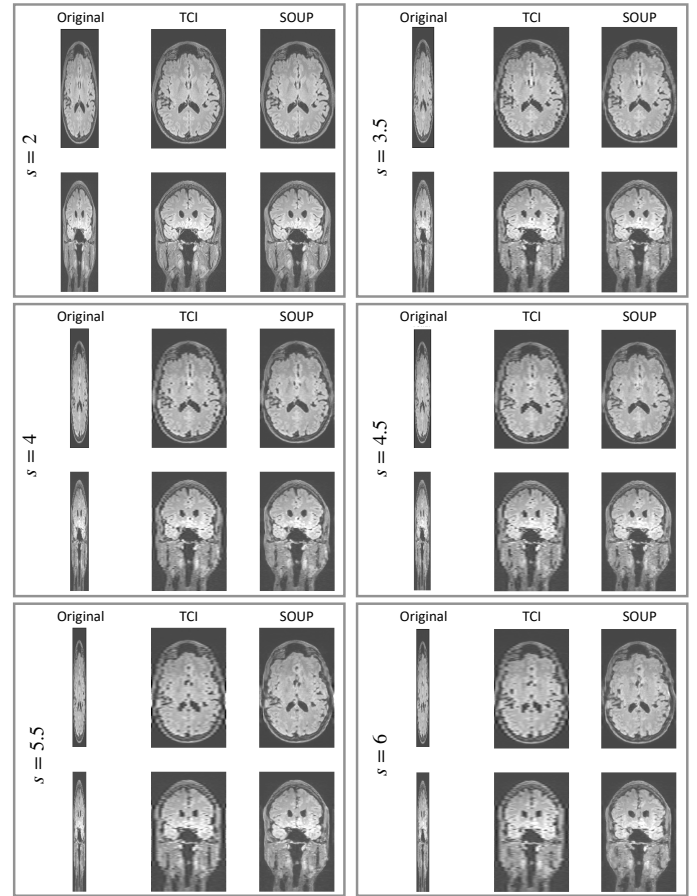 Original TCI SOUP
s = 2
Original TCI SOUP
s = 3.5
Original TCI SOUP
s = 4
Original TCI SOUP
s = 4.5
Original TCI SOUP
s = 5.5
Original TCI SOUP
s = 6